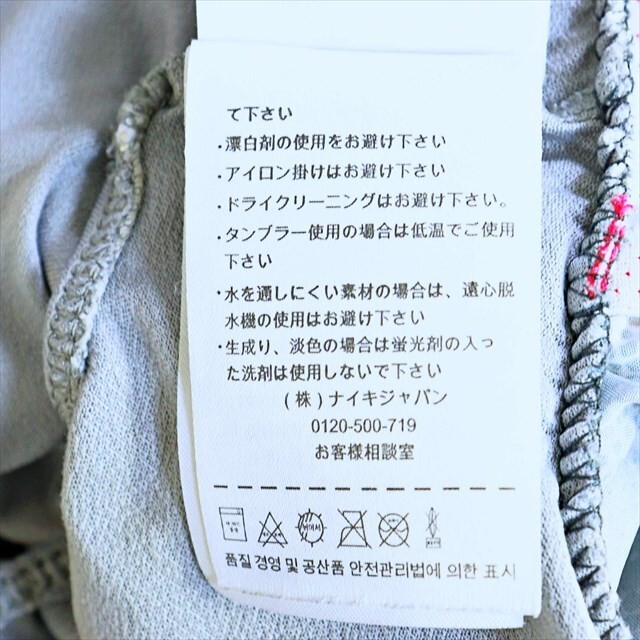 て下さい
・漂白剤の使用をお避け下さい
・アイロン掛けはお避け下さい
・ドライクリーニングはお避け下さい。
・タンブラー使用の場合は低温でご使用
下さい
・水を通しにくい素材の場合は、遠心脱
水機の使用はお避け下さい
・生成り、淡色の場合は蛍光剤の入っ
た洗剤は使用しないで下さい
(株)ナイキジャパン
0120-500-719
お客様相談室
품질 경영 및 공산품 안전관리법에 의한 표시